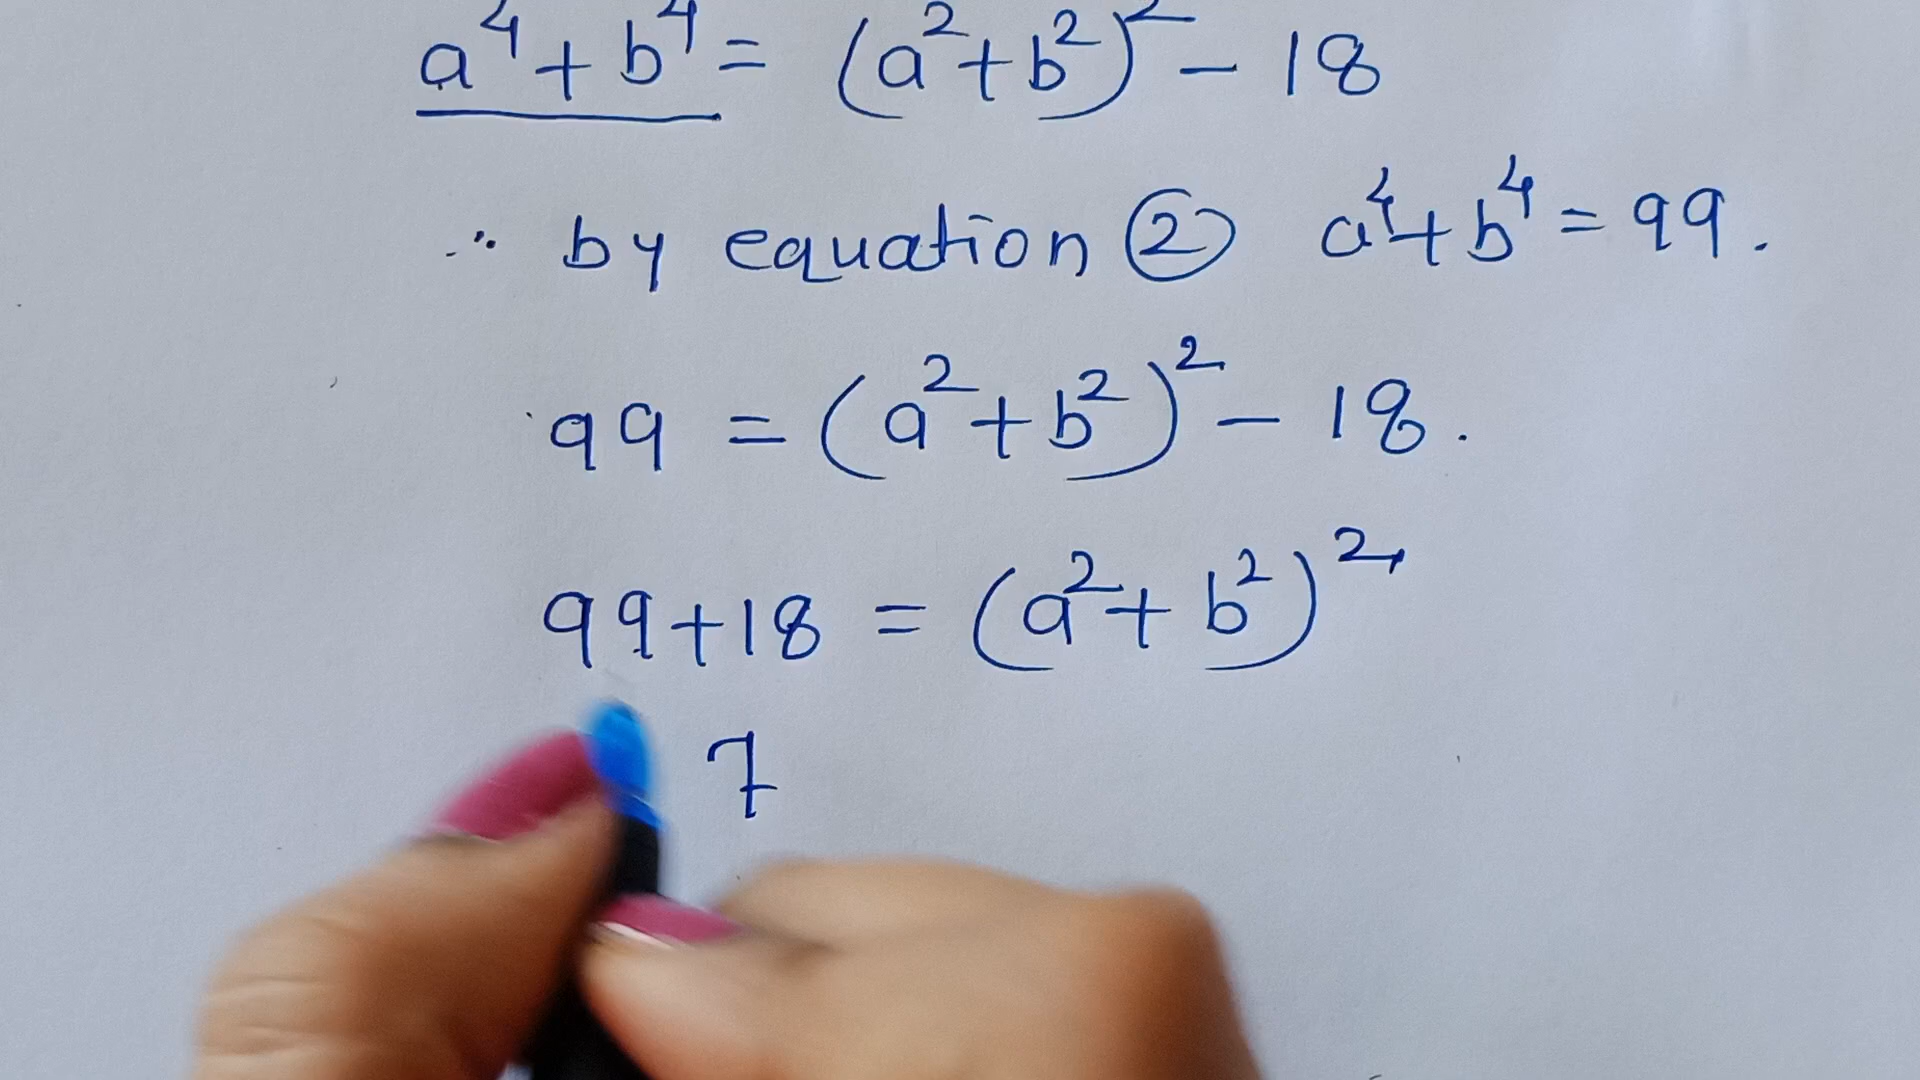 a⁴ + b⁴ = (a² + b²)² - 18
∴ by equation ② a⁴ + b⁴ = 99.
99 = (a² + b²)² - 18.
99 + 18 = (a² + b²)²
7